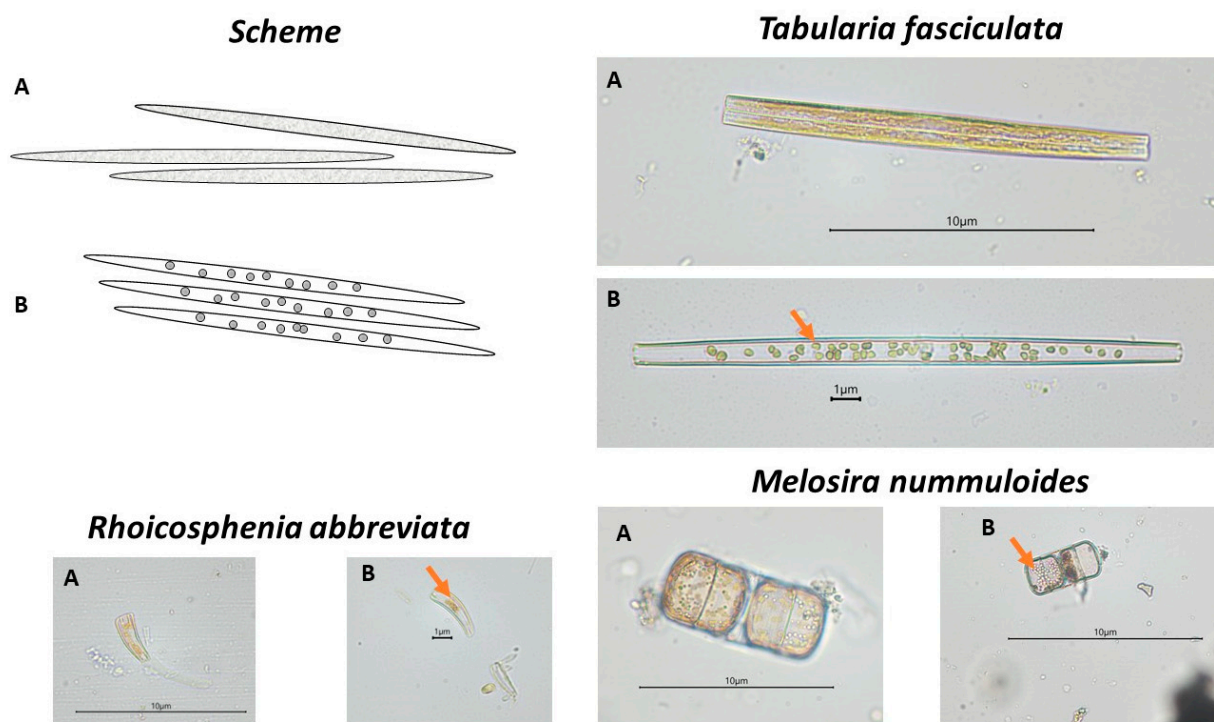 Scheme
A
B
Tabularia fasciculata
A
10µm
B
1µm
Rhoicosphenia abbreviata
A
10µm
B
1µm
Melosira nummuloides
A
10µm
B
10µm